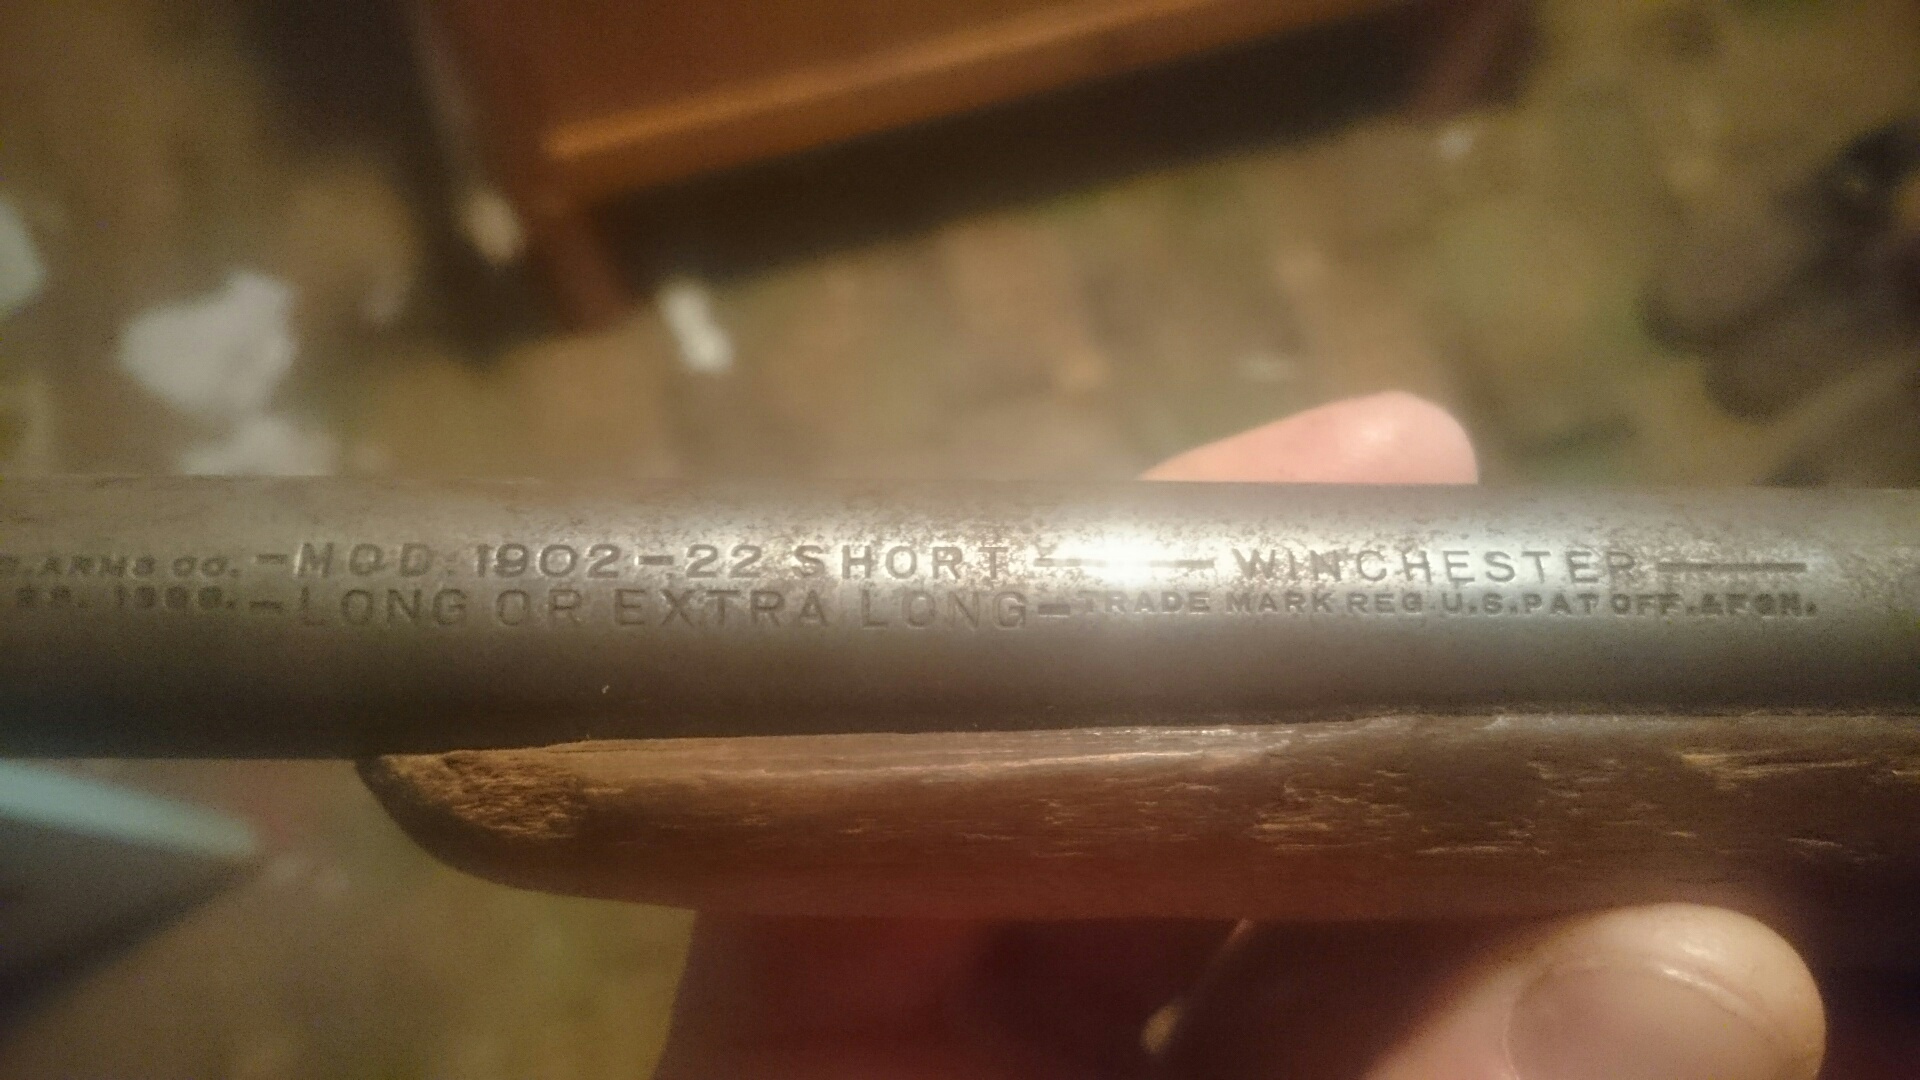 ARMS CO. —MOD. 1902—22 SHORT— — WINCHESTER —
—LONG OR EXTRA LONG— TRADE MARK REG. U.S. PAT OFF. & FGN.